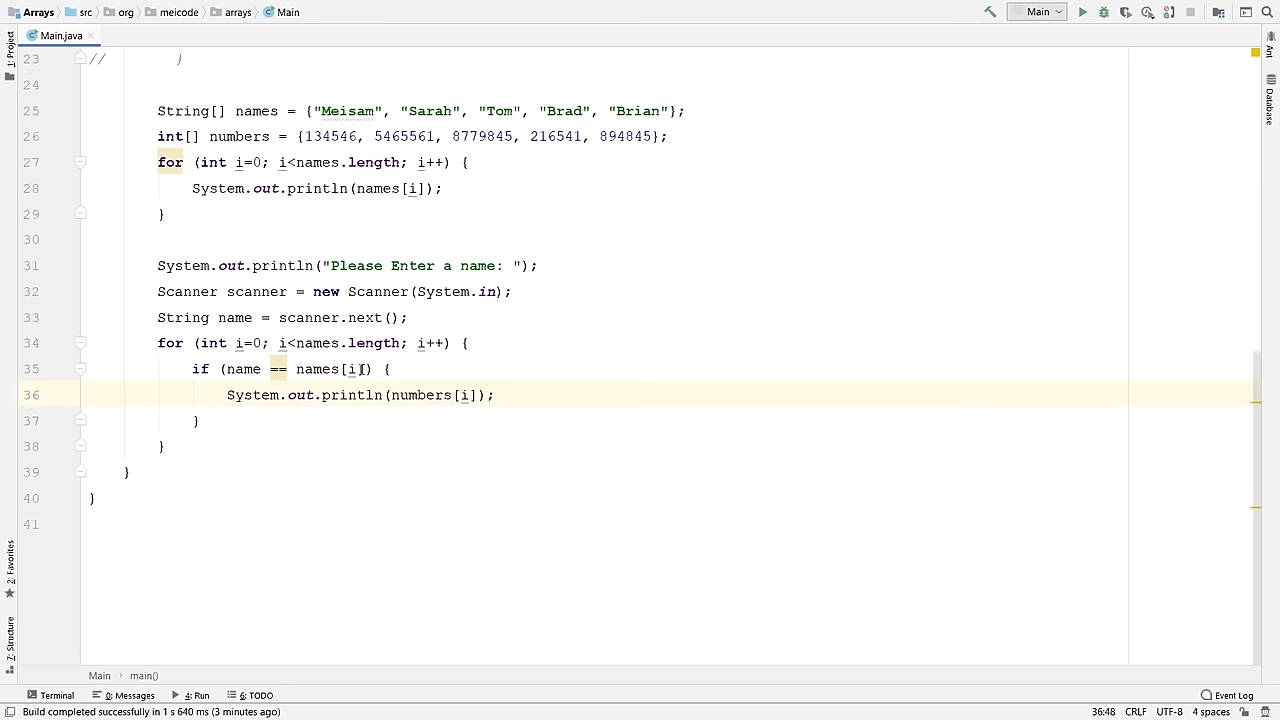 Arrays src org meicode arrays Main
Main
Main.java
1: Project
Ant
Database
23 // }
24
25 String[] names = {"Meisam", "Sarah", "Tom", "Brad", "Brian"};
26 int[] numbers = {134546, 5465561, 8779845, 216541, 894845};
27 for (int i=0; i<names.length; i++) {
28 System.out.println(names[i]);
29 }
30
31 System.out.println("Please Enter a name: ");
32 Scanner scanner = new Scanner(System.in);
33 String name = scanner.next();
34 for (int i=0; i<names.length; i++) {
35 if (name == names[i]) {
36 System.out.println(numbers[i]);
37 }
38 }
39 }
40 }
41
2: Favorites
7: Structure
Main › main()
Terminal 0: Messages 4: Run 6: TODO Event Log
Build completed successfully in 1 s 640 ms (3 minutes ago) 36:48 CRLF UTF-8 4 spaces